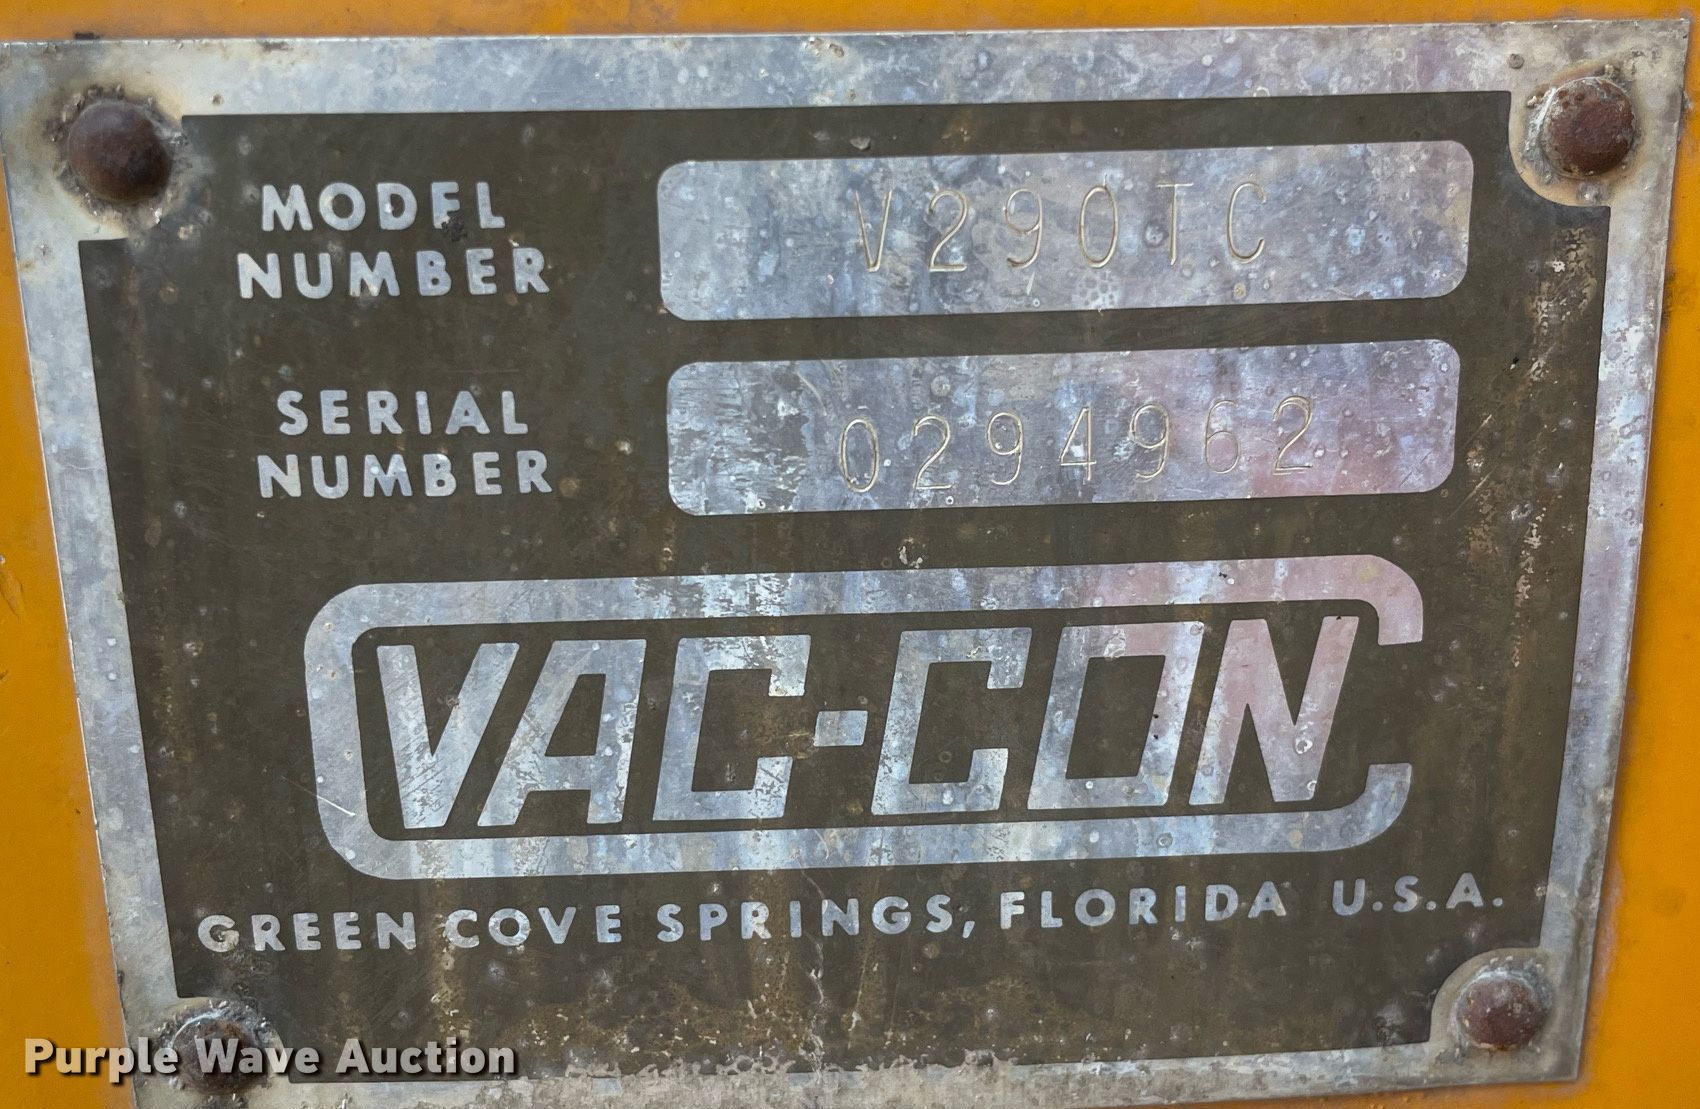 MODEL NUMBER V290TC
SERIAL NUMBER 0294962
VAC-CON
GREEN COVE SPRINGS, FLORIDA U.S.A.
Purple Wave Auction